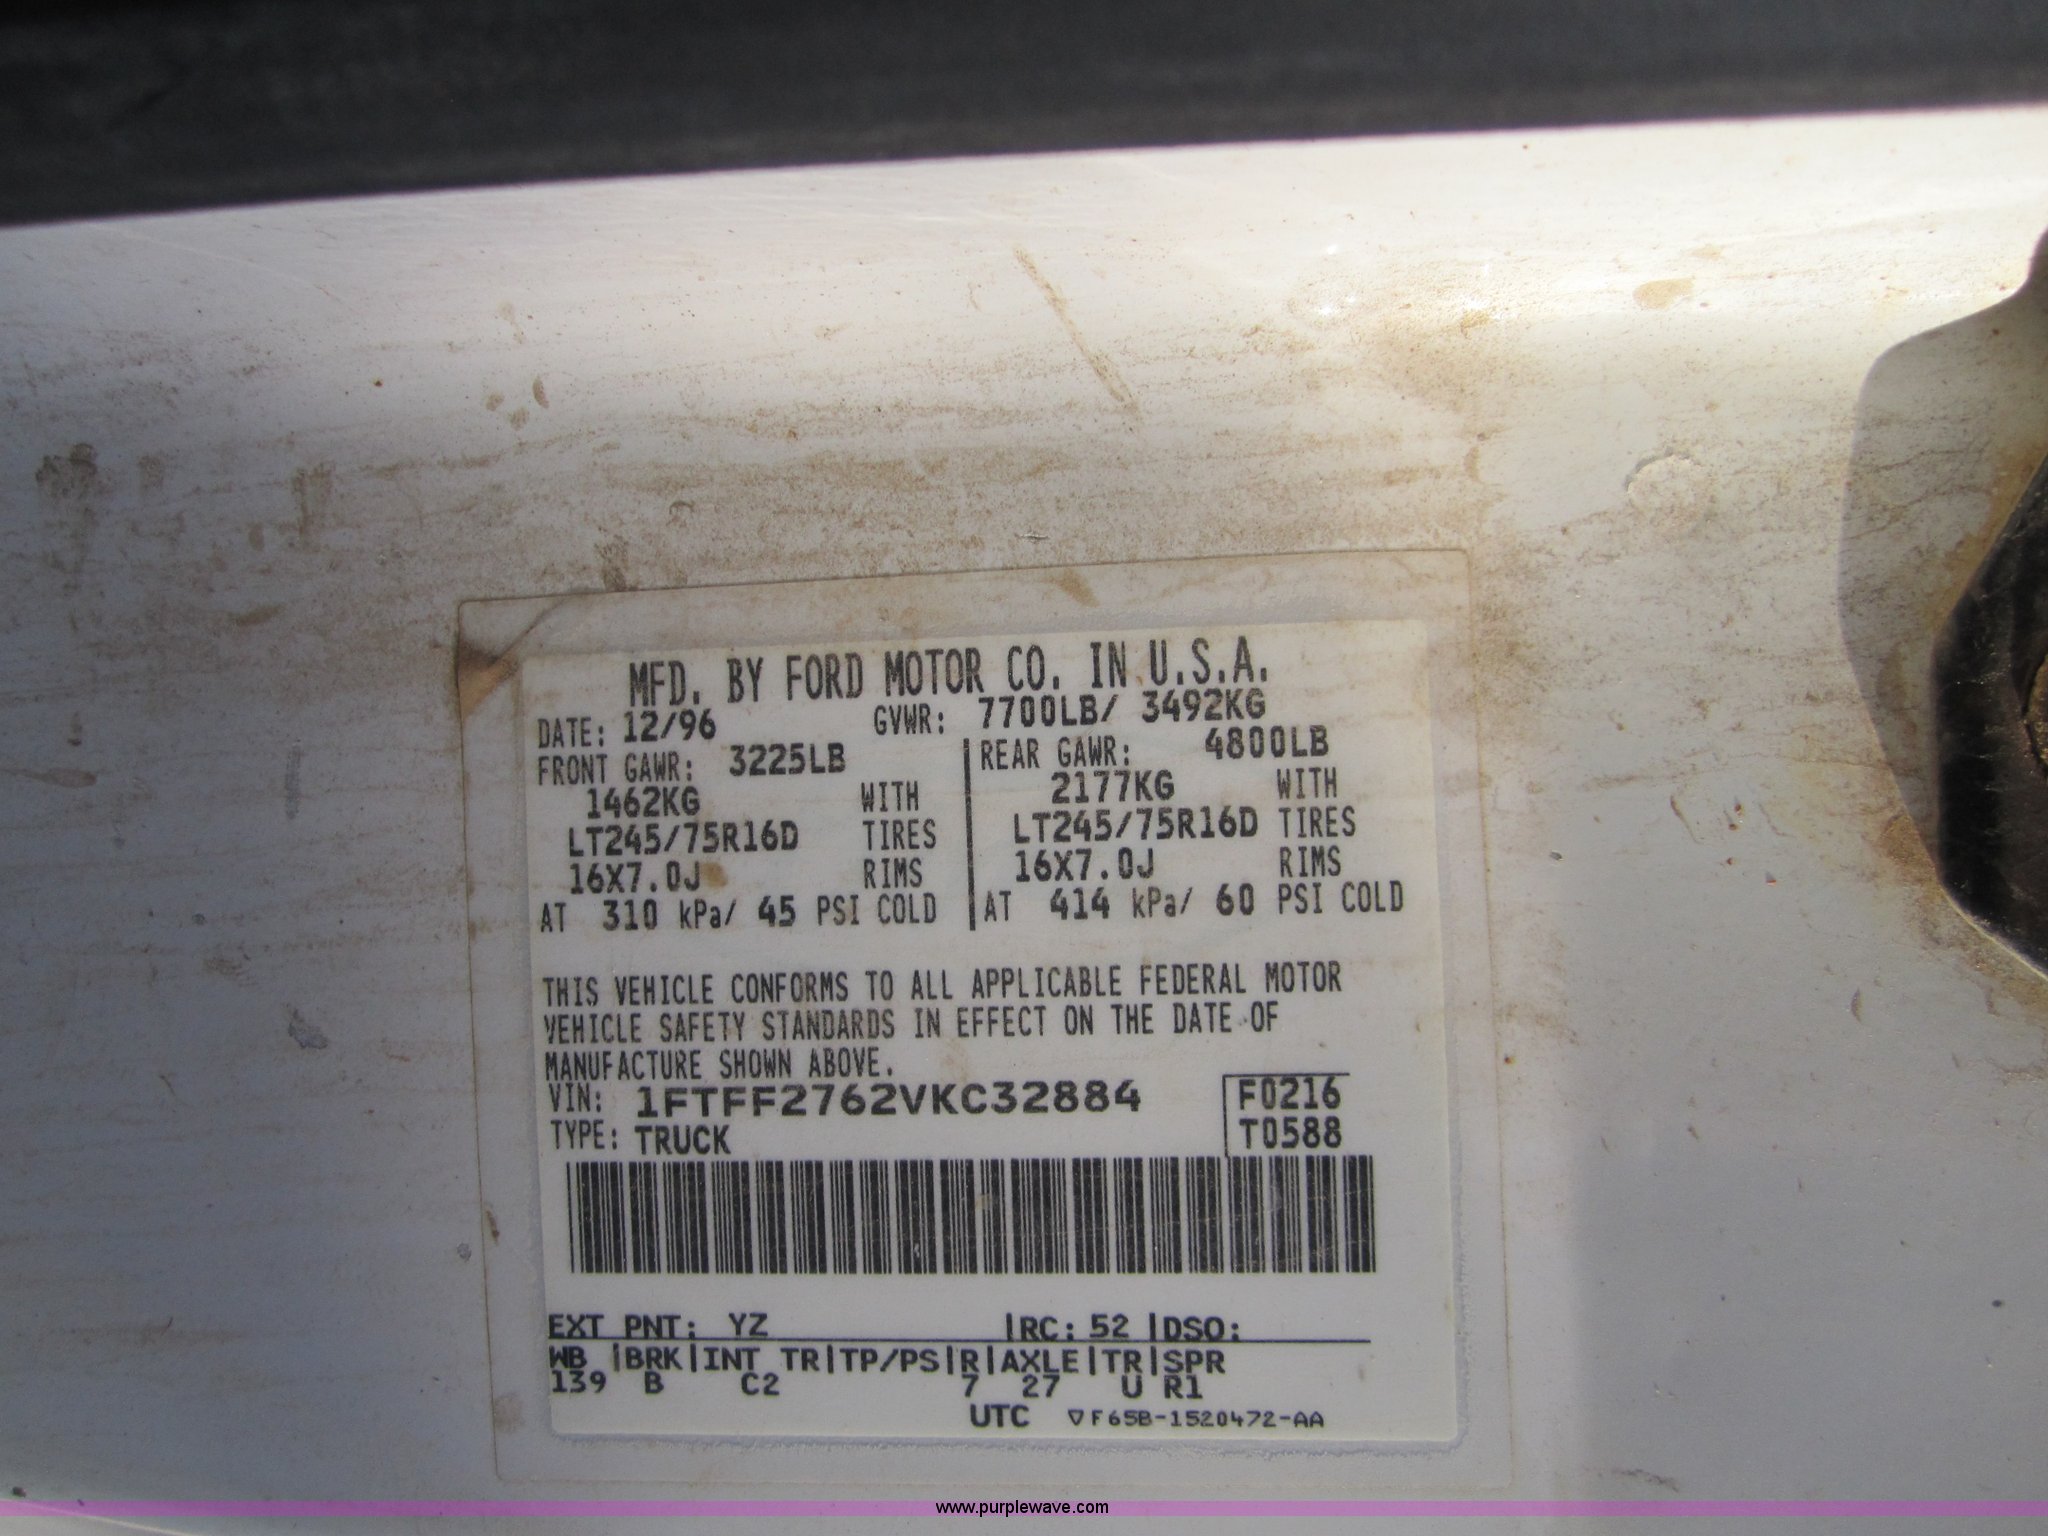 MFD. BY FORD MOTOR CO. IN U.S.A.
DATE: 12/96 GVWR: 7700LB/ 3492KG
FRONT GAWR: 3225LB REAR GAWR: 4800LB
1462KG WITH 2177KG WITH
LT245/75R16D TIRES LT245/75R16D TIRES
16X7.0J RIMS 16X7.0J RIMS
AT 310 kPa/ 45 PSI COLD AT 414 kPa/ 60 PSI COLD
THIS VEHICLE CONFORMS TO ALL APPLICABLE FEDERAL MOTOR
VEHICLE SAFETY STANDARDS IN EFFECT ON THE DATE OF
MANUFACTURE SHOWN ABOVE.
VIN: 1FTFF2762VKC32884 F0216
TYPE: TRUCK T0588
EXT PNT: YZ |RC: 52 |DSO:
WB |BRK|INT TR|TP/PS|R|AXLE|TR|SPR
139 B C2 7 27 U R1
UTC ▽F65B-1520472-AA
www.purplewave.com